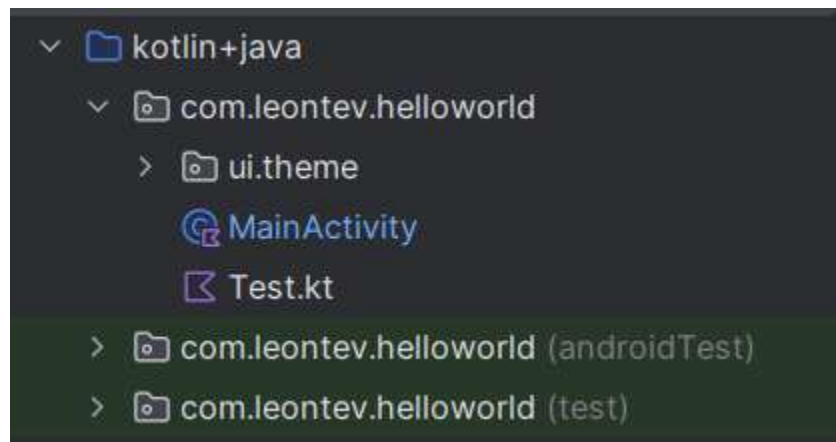 kotlin+java
com.leontev.helloworld
ui.theme
MainActivity
Test.kt
com.leontev.helloworld (androidTest)
com.leontev.helloworld (test)